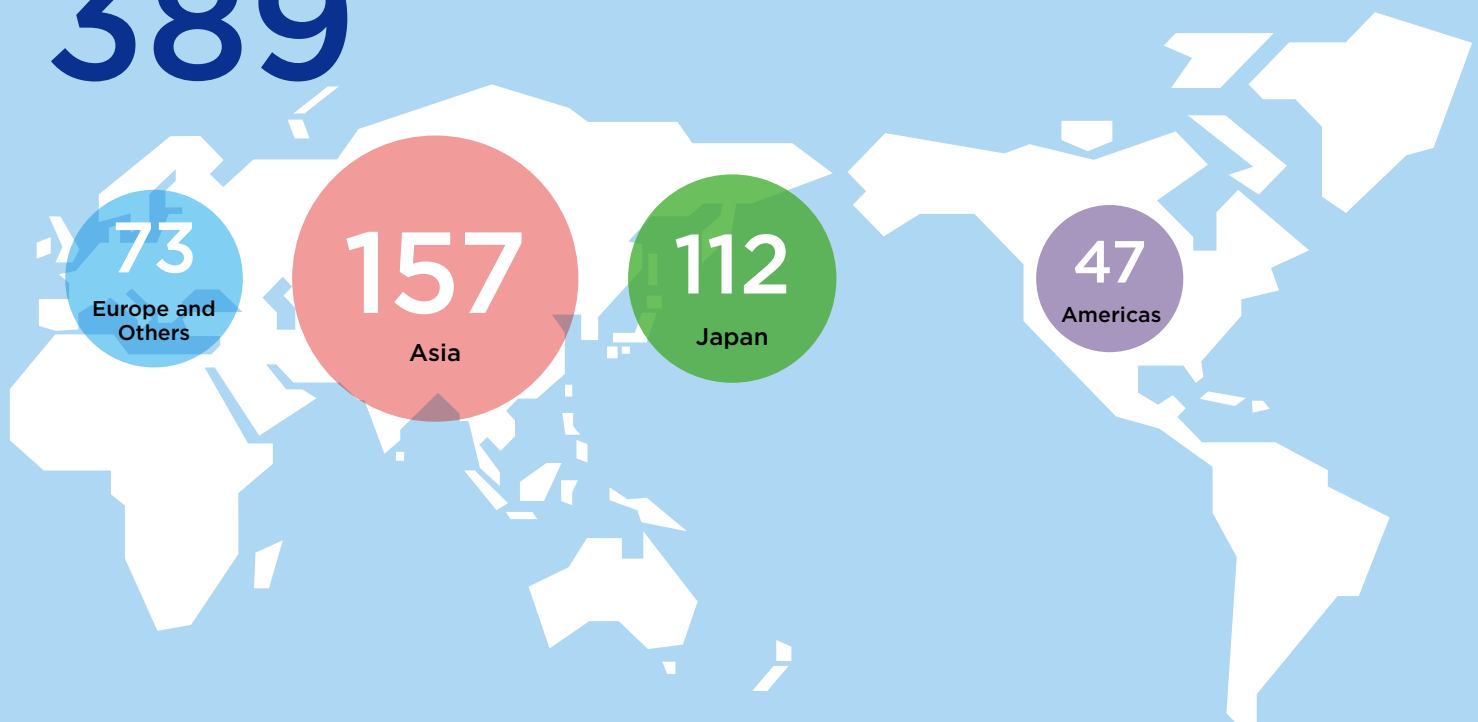 389
73
Europe and
Others
157
Asia
112
Japan
47
Americas